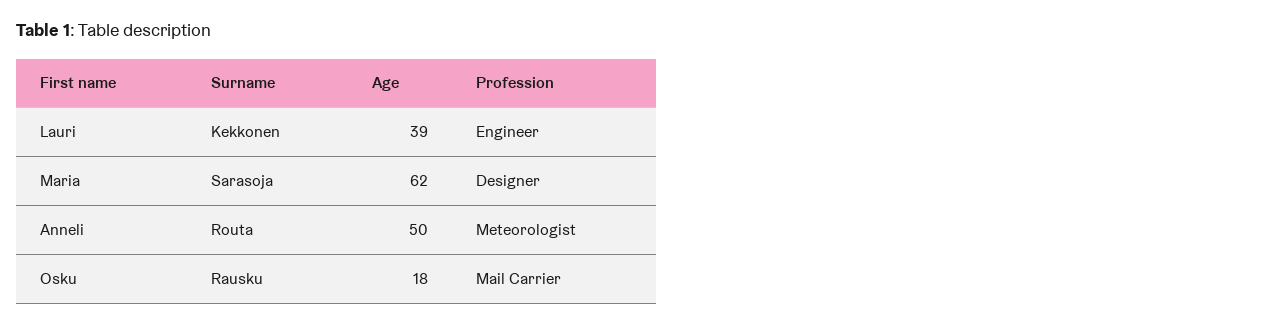 Table 1: Table description
First name Surname Age Profession
Lauri Kekkonen 39 Engineer
Maria Sarasoja 62 Designer
Anneli Routa 50 Meteorologist
Osku Rausku 18 Mail Carrier